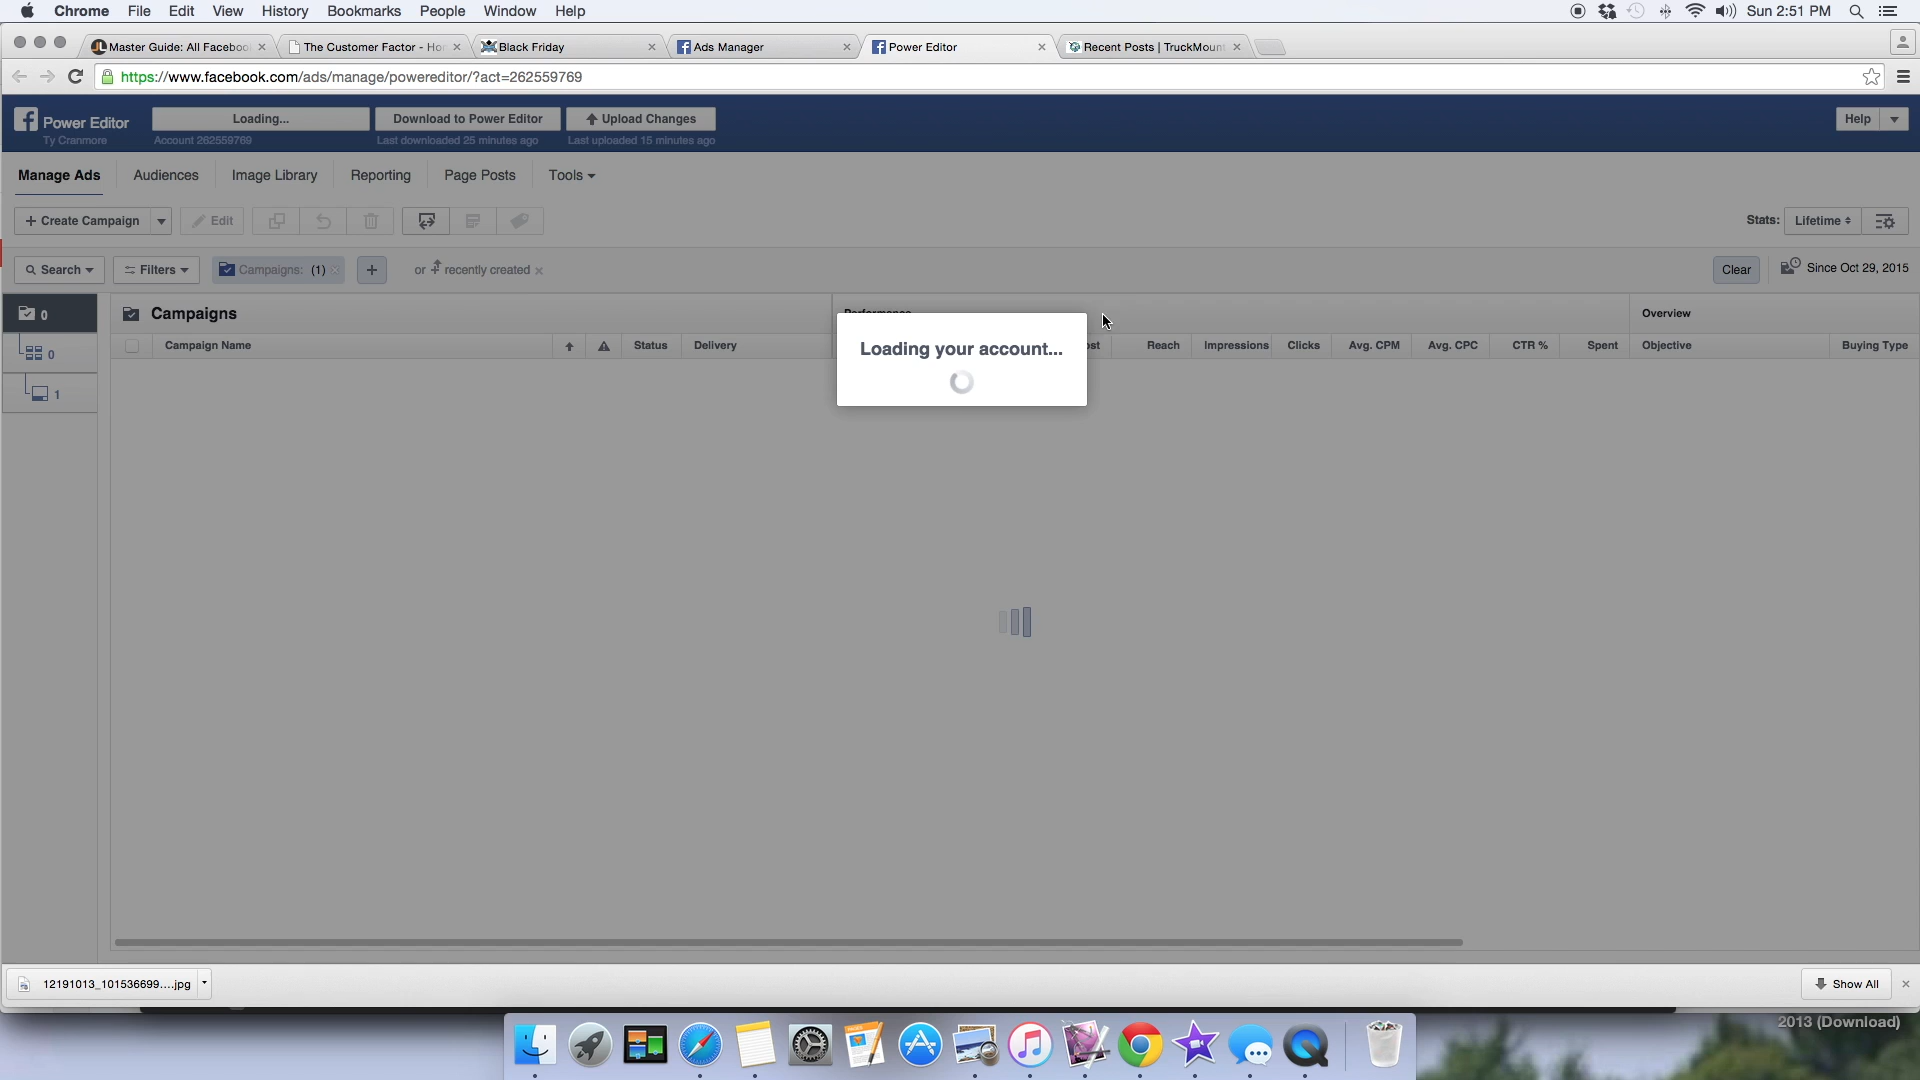 Chrome File Edit View History Bookmarks People Window Help Sun 2:51 PM
Master Guide: All Faceboo The Customer Factor - Ho Black Friday Ads Manager Power Editor Recent Posts | TruckMoun
https://www.facebook.com/ads/manage/powereditor/?act=262559769
Power Editor Loading... Download to Power Editor Upload Changes Help
Ty Cranmore Account 262559769 Last downloaded 25 minutes ago Last uploaded 15 minutes ago
Manage Ads Audiences Image Library Reporting Page Posts Tools
+ Create Campaign Edit Stats: Lifetime
Search Filters Campaigns: (1) + or recently created Clear Since Oct 29, 2015
0 Campaigns Overview
Campaign Name Status Delivery Reach Impressions Clicks Avg. CPM Avg. CPC CTR % Spent Objective Buying Type
Loading your account...
0
1
12191013_101536699....jpg Show All
2013 (Download)